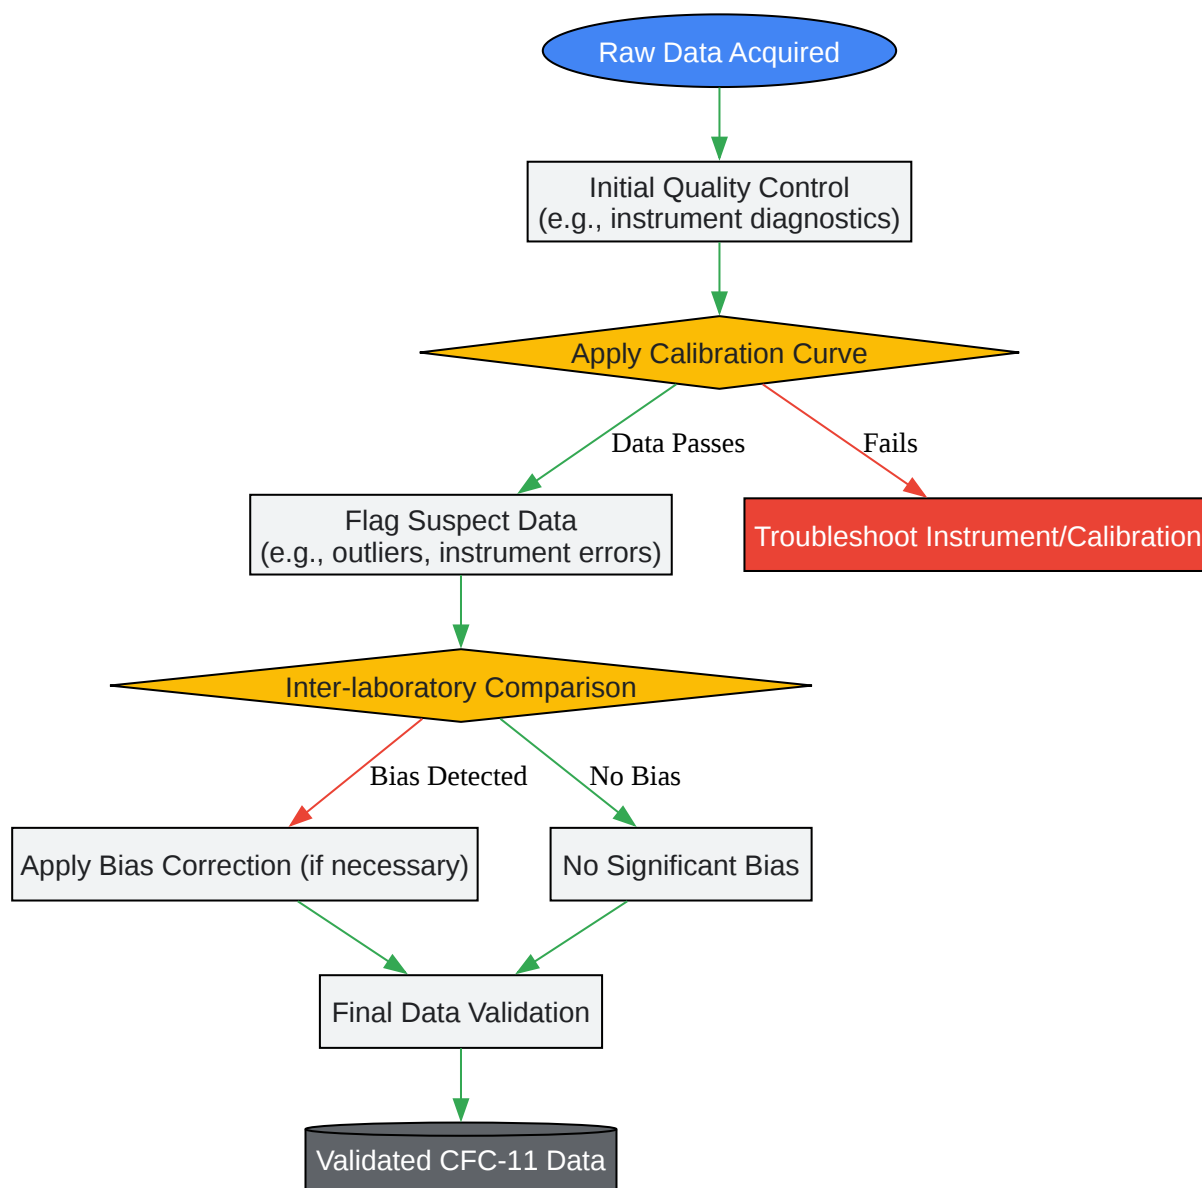 Raw Data Acquired
Initial Quality Control
(e.g., instrument diagnostics)
Apply Calibration Curve
Data Passes
Fails
Flag Suspect Data
(e.g., outliers, instrument errors)
Troubleshoot Instrument/Calibration
Inter-laboratory Comparison
Bias Detected
No Bias
Apply Bias Correction (if necessary)
No Significant Bias
Final Data Validation
Validated CFC-11 Data